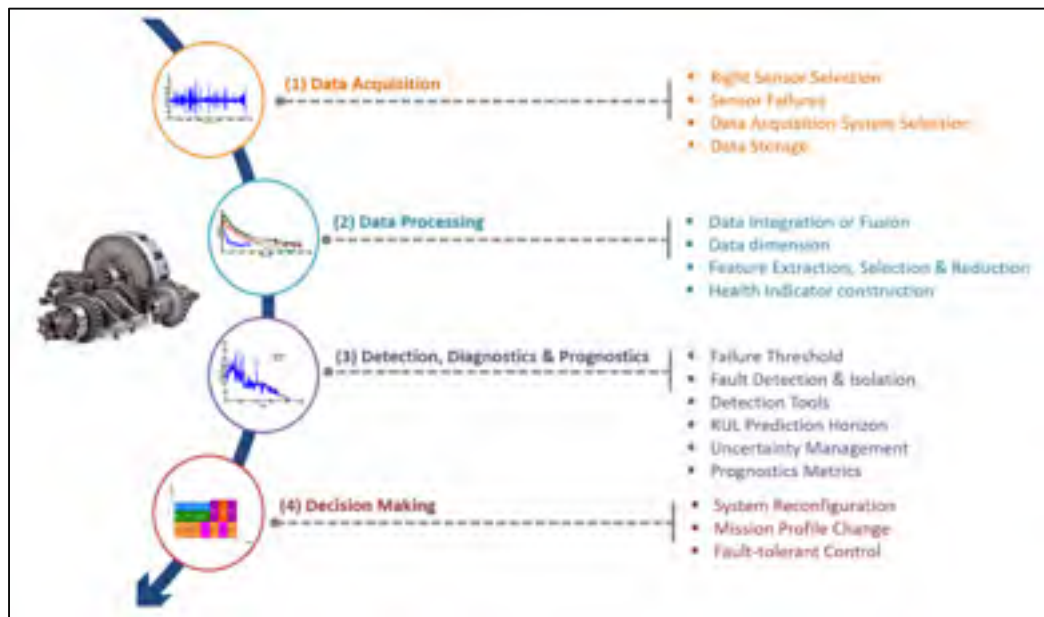 (1) Data Acquisition
Right Sensor Selection
Sensor Failures
Data Acquisition System Selection
Data Storage
(2) Data Processing
Data Integration or Fusion
Data dimension
Feature Extraction, Selection & Reduction
Health Indicator construction
(3) Detection, Diagnostics & Prognostics
Failure Threshold
Fault Detection & Isolation
Detection Tools
RUL Prediction Horizon
Uncertainty Management
Prognostics Metrics
(4) Decision Making
System Reconfiguration
Mission Profile Change
Fault-tolerant Control